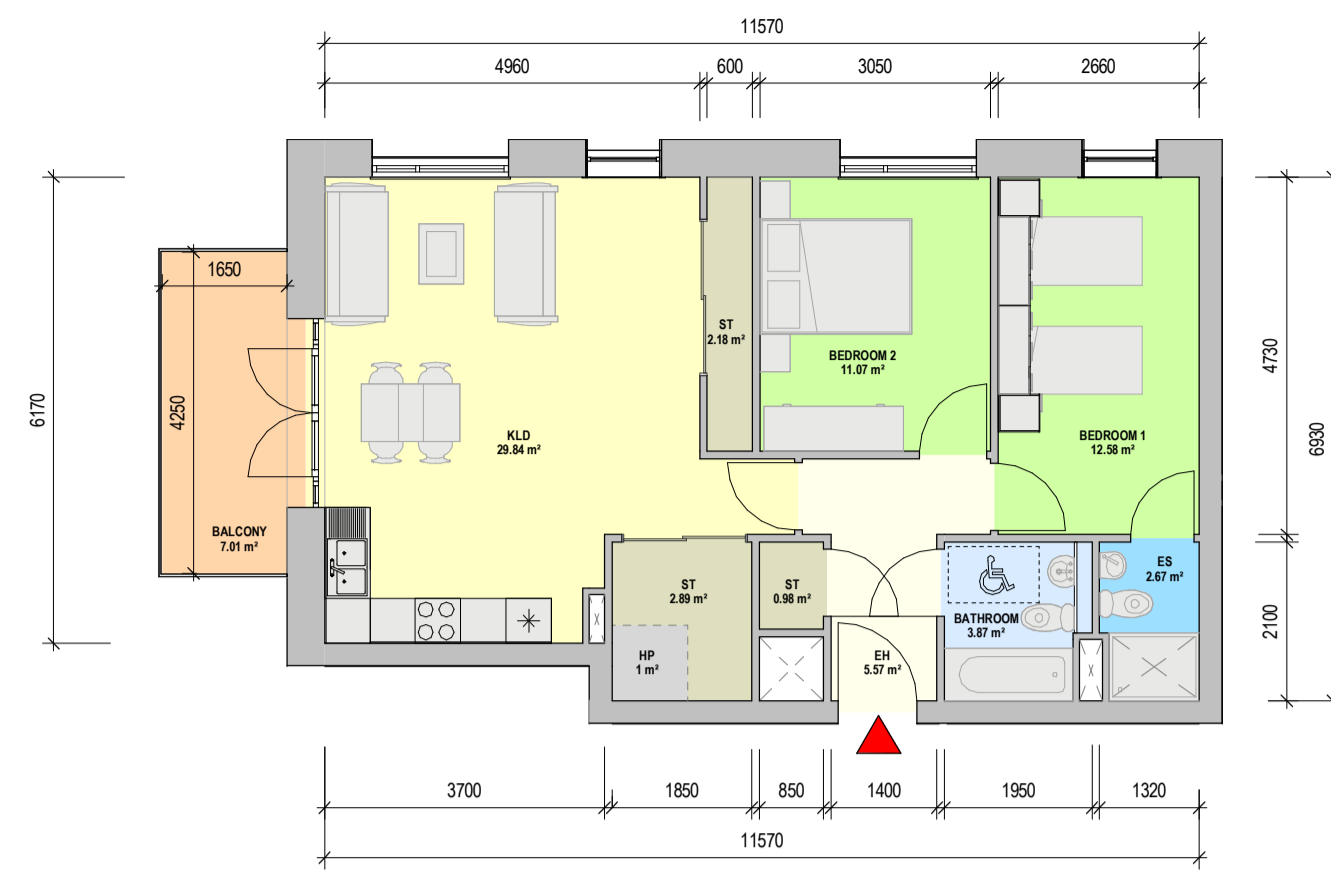 11570
4960
600
3050
2660
1650
6170
4250
4730
6930
2100
ST
2.18 m²
BEDROOM 2
11.07 m²
KLD
29.84 m²
BEDROOM 1
12.58 m²
BALCONY
7.01 m²
ST
2.89 m²
ST
0.98 m²
ES
2.67 m²
BATHROOM
3.87 m²
HP
1 m²
EH
5.57 m²
3700
1850
850
1400
1950
1320
11570